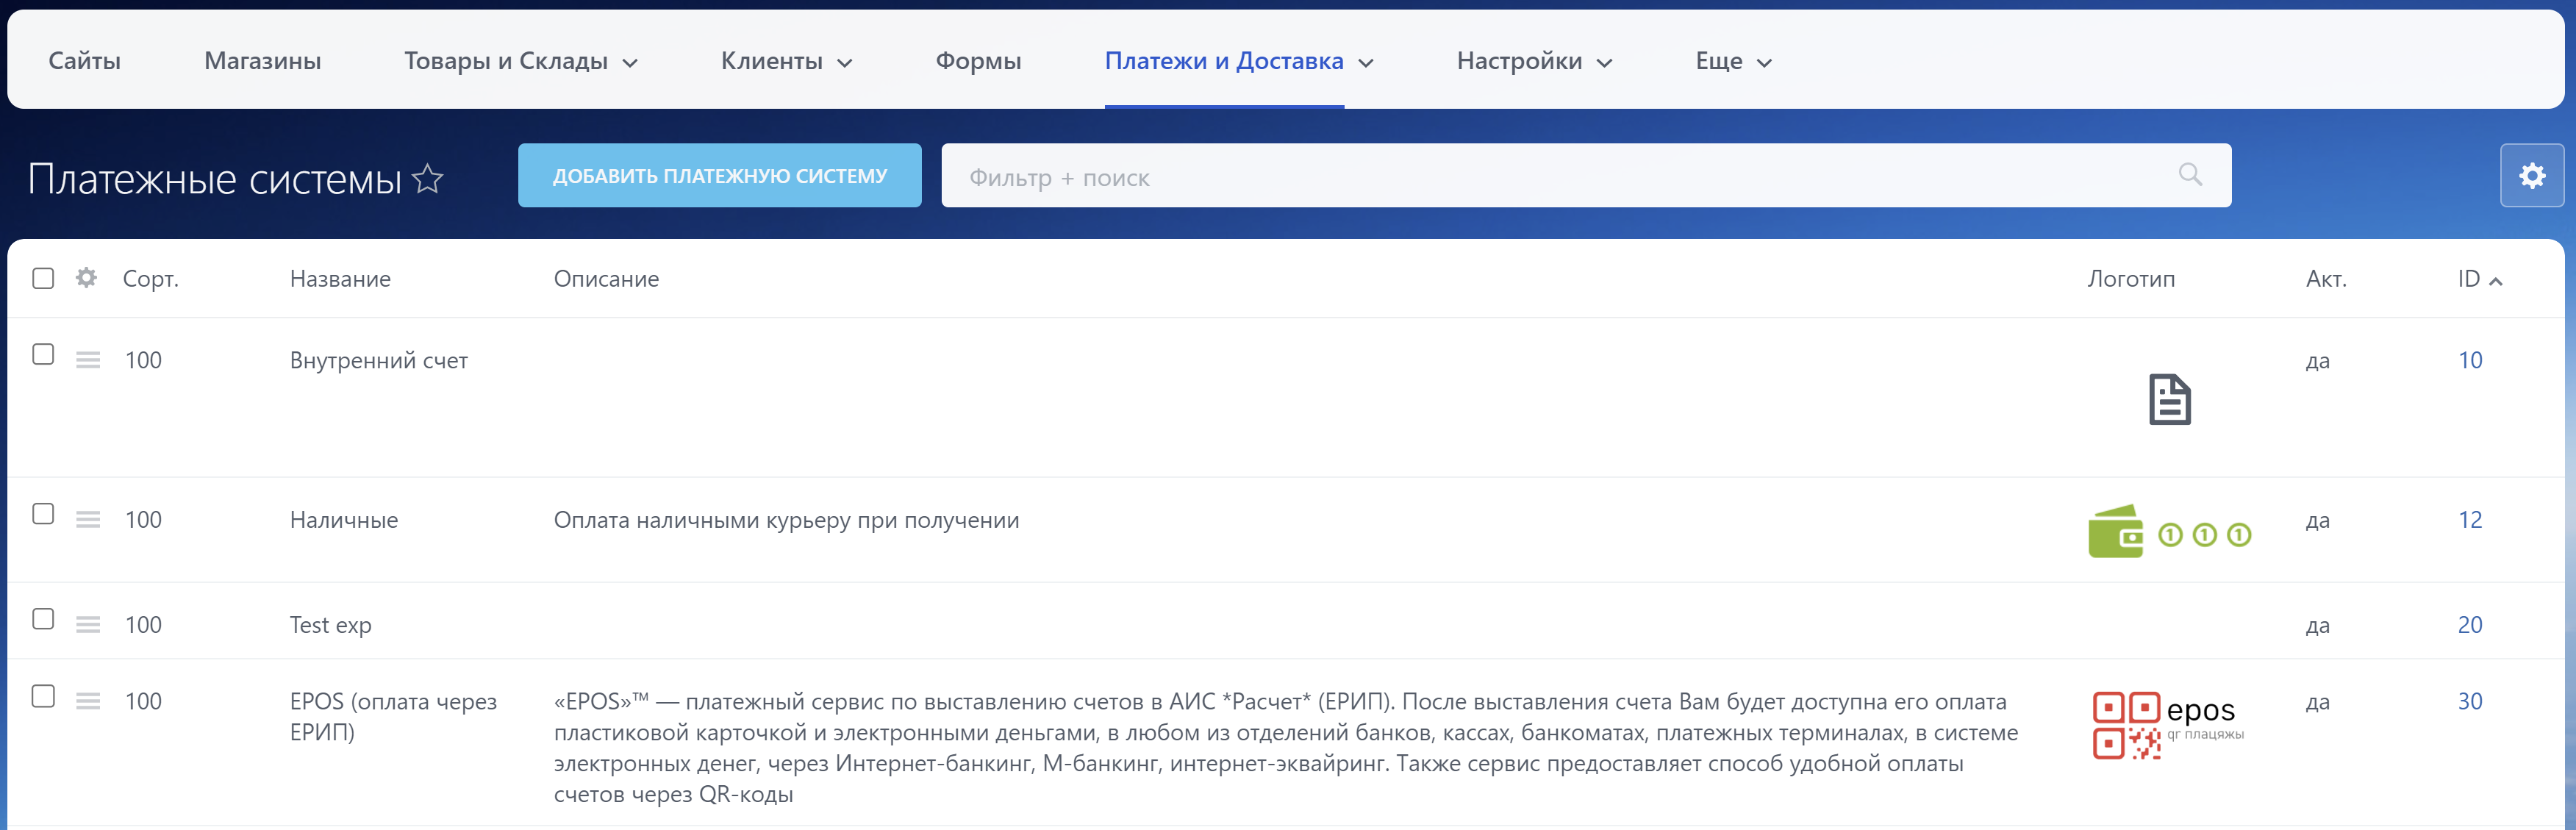 Сайты Магазины Товары и Склады Клиенты Формы Платежи и Доставка Настройки Еще
Платежные системы ДОБАВИТЬ ПЛАТЕЖНУЮ СИСТЕМУ Фильтр + поиск
Сорт. Название Описание Логотип Акт. ID
100 Внутренний счет да 10
100 Наличные Оплата наличными курьеру при получении 1 1 1 да 12
100 Test exp да 20
100 EPOS (оплата через «EPOS»™ — платежный сервис по выставлению счетов в АИС *Расчет* (ЕРИП). После выставления счета Вам будет доступна его оплата epos да 30
ЕРИП) пластиковой карточкой и электронными деньгами, в любом из отделений банков, кассах, банкоматах, платежных терминалах, в системе qr плацяжы
электронных денег, через Интернет-банкинг, М-банкинг, интернет-эквайринг. Также сервис предоставляет способ удобной оплаты
счетов через QR-коды